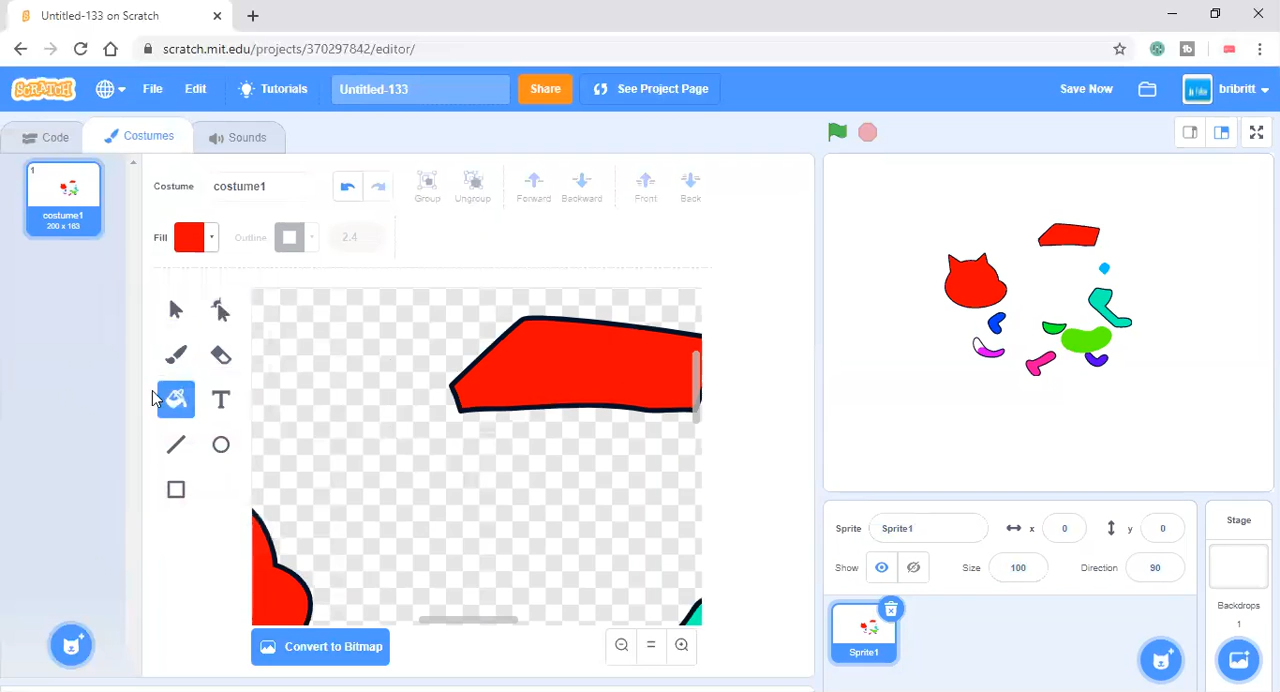 Untitled-133 on Scratch
scratch.mit.edu/projects/370297842/editor/
SCRATCH
File
Edit
Tutorials
Untitled-133
Share
See Project Page
Save Now
bribritt
Code
Costumes
Sounds
1
costume1
200 x 163
Costume
costume1
Group
Ungroup
Forward
Backward
Front
Back
Fill
Outline
2.4
T
Convert to Bitmap
Sprite
Sprite1
x
0
y
0
Show
Size
100
Direction
90
Sprite1
Stage
Backdrops
1